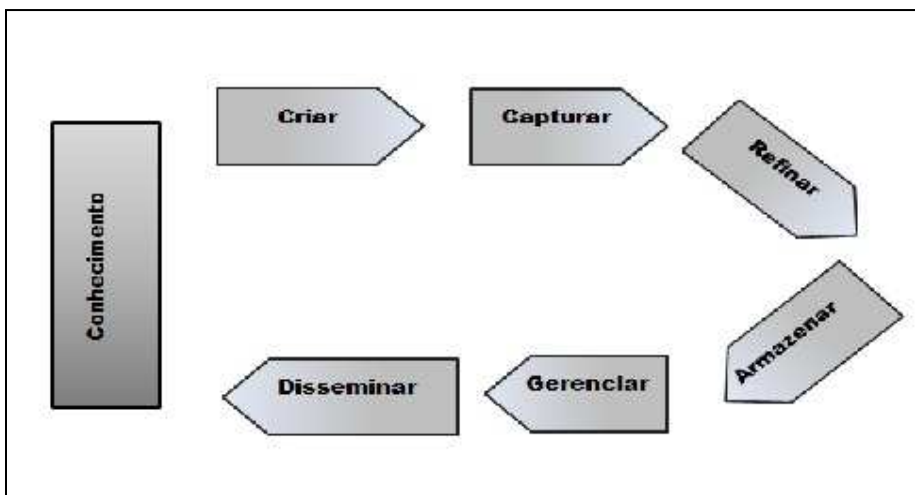 Conhecimento
Criar
Capturar
Refinar
Armazenar
Gerenciar
Disseminar